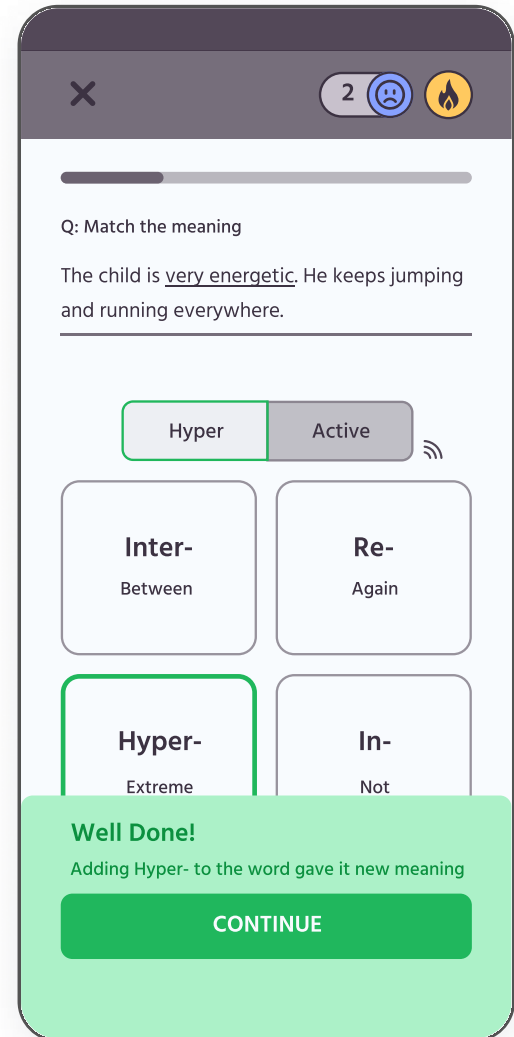 2
Q: Match the meaning
The child is very energetic. He keeps jumping
and running everywhere.
Hyper Active
Inter- Re-
Between Again
Hyper- In-
Extreme Not
Well Done!
Adding Hyper- to the word gave it new meaning
CONTINUE